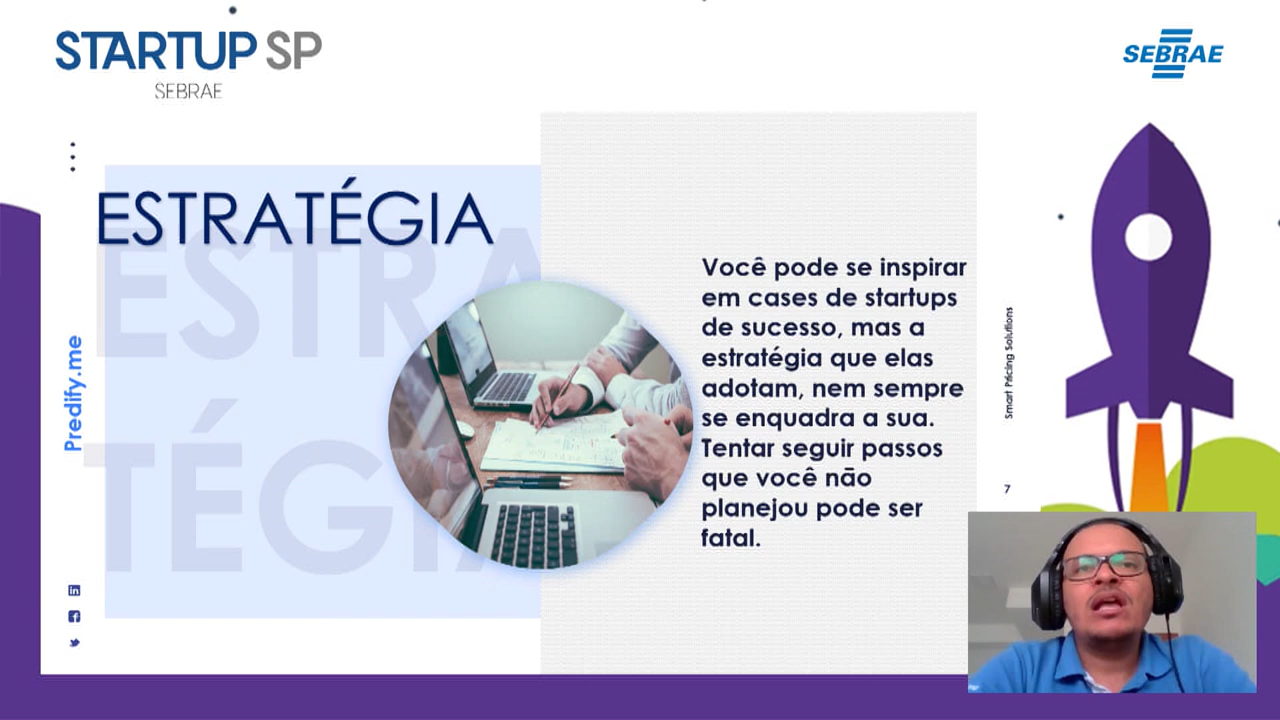 STARTUP SP
SEBRAE
SEBRAE
ESTRATÉGIA
ESTRA
TÉGIA
Predify.me
Você pode se inspirar
em cases de startups
de sucesso, mas a
estratégia que elas
adotam, nem sempre
se enquadra a sua.
Tentar seguir passos
que você não
planejou pode ser
fatal.
Smart Pricing Solutions
7